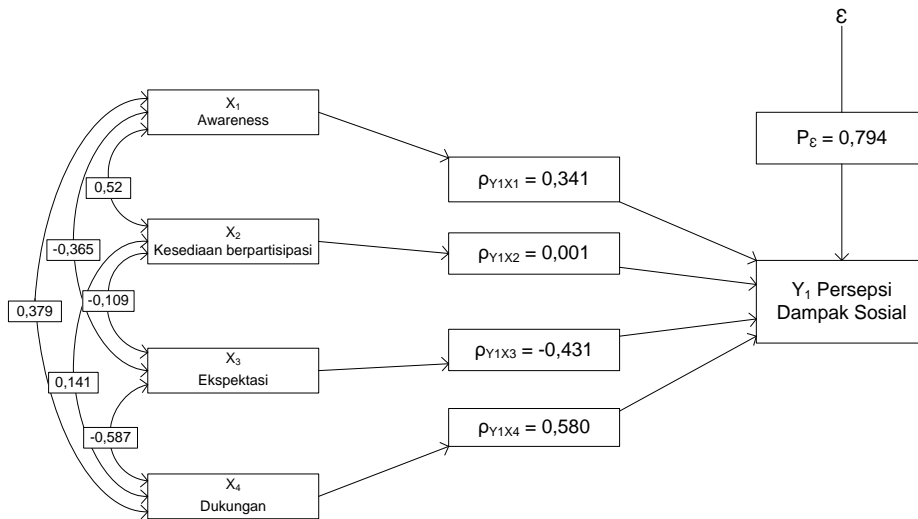 ε
Pε = 0,794
X1
Awareness
0,52
ρY1X1 = 0,341
X2
Kesediaan berpartisipasi
-0,365
ρY1X2 = 0,001
-0,109
0,379
Y1 Persepsi
Dampak Sosial
X3
Ekspektasi
ρY1X3 = -0,431
0,141
-0,587
ρY1X4 = 0,580
X4
Dukungan